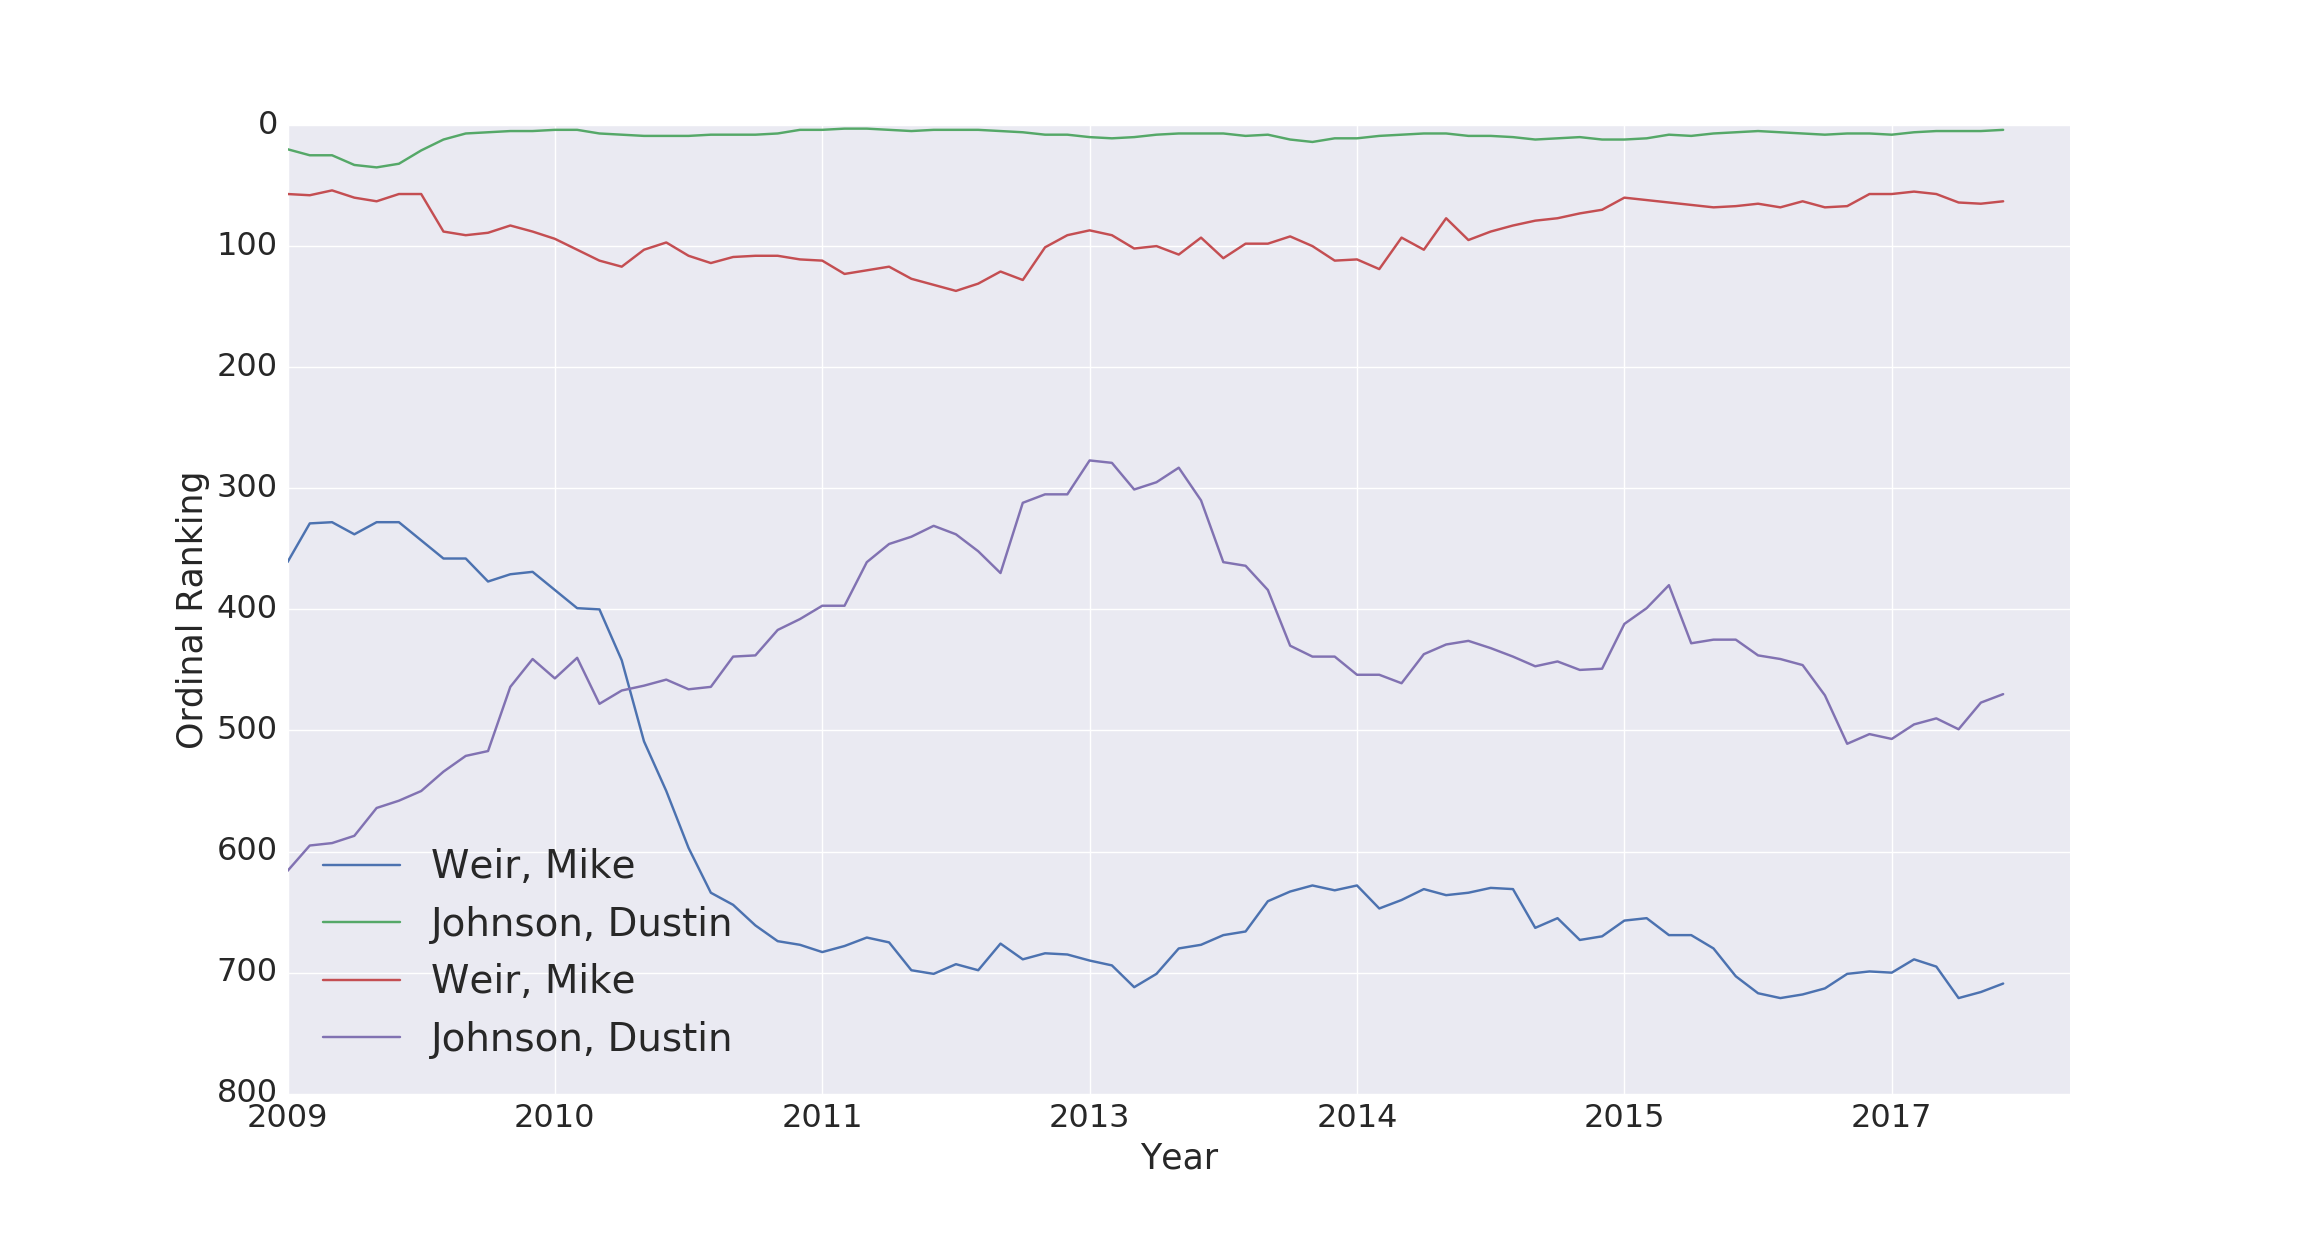 0
100
200
300
400
500
600
700
800
Ordinal Ranking
Weir, Mike
Johnson, Dustin
Weir, Mike
Johnson, Dustin
2009 2010 2011 2013 2014 2015 2017
Year